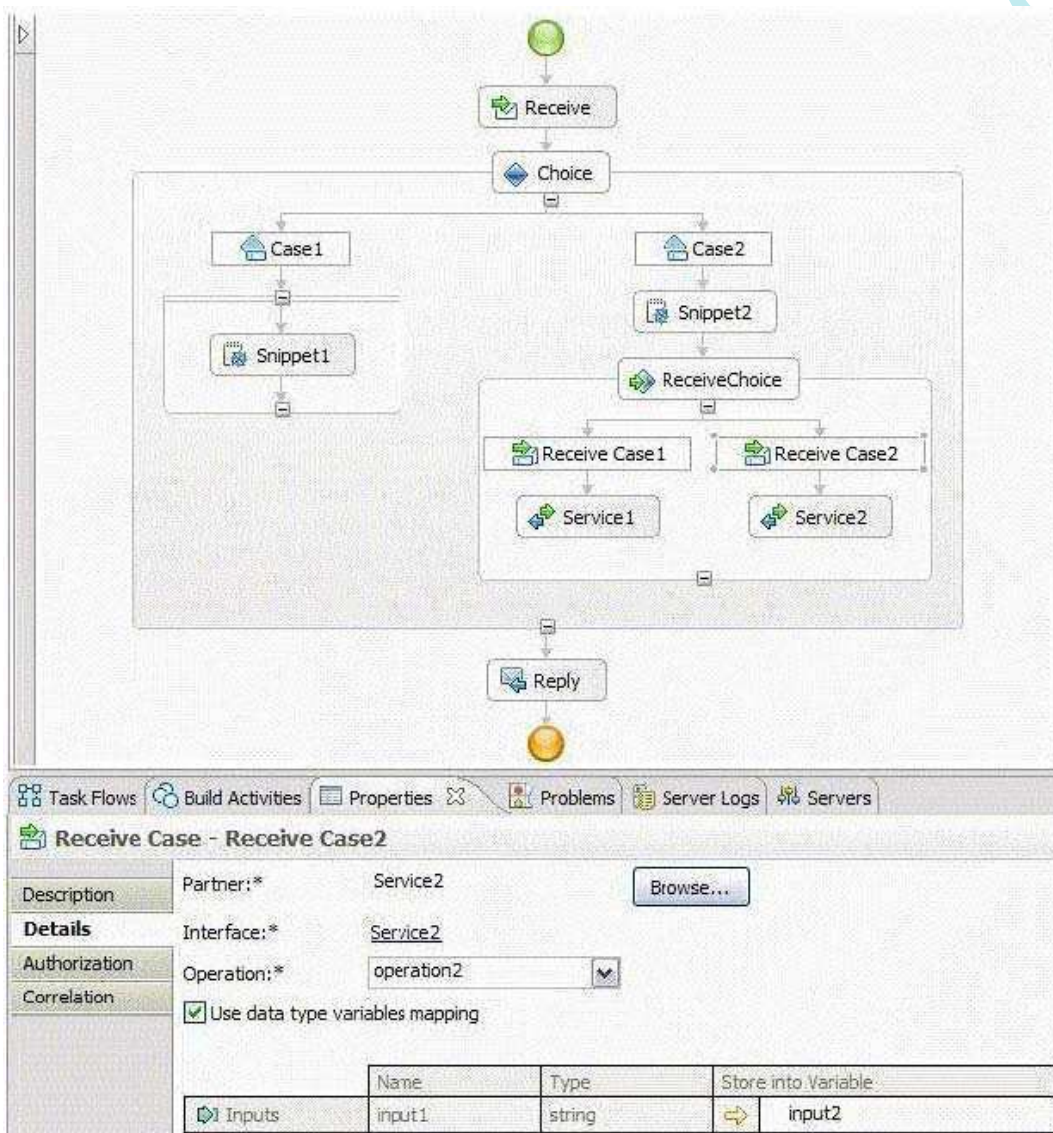 Receive
Choice
Case1
Case2
Snippet1
Snippet2
ReceiveChoice
Receive Case1
Receive Case2
Service1
Service2
Reply
Task Flows Build Activities Properties Problems Server Logs Servers
Receive Case - Receive Case2
Description
Details
Authorization
Correlation
Partner:* Service2 Browse...
Interface:* Service2
Operation:* operation2
Use data type variables mapping
Name Type Store into Variable
Inputs input1 string input2